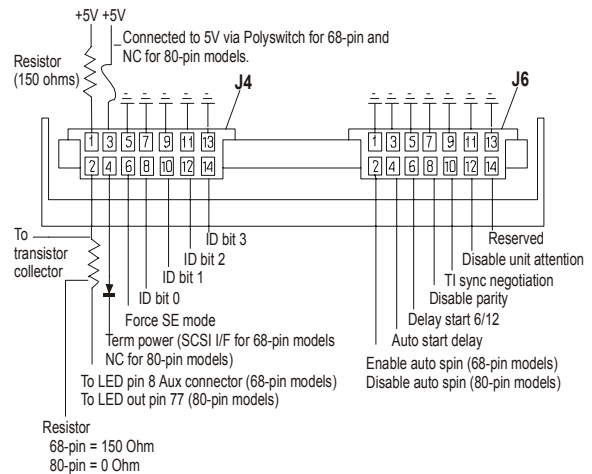 +5V +5V
Connected to 5V via Polyswitch for 68-pin and
NC for 80-pin models.
Resistor
(150 ohms)
J4
J6
1 3 5 7 9 11 13
2 4 6 8 10 12 14
1 3 5 7 9 11 13
2 4 6 8 10 12 14
To
transistor
collector
ID bit 3
ID bit 2
ID bit 1
ID bit 0
Force SE mode
Term power (SCSI I/F for 68-pin models
NC for 80-pin models)
To LED pin 8 Aux connector (68-pin models)
To LED out pin 77 (80-pin models)
Resistor
68-pin = 150 Ohm
80-pin = 0 Ohm
Reserved
Disable unit attention
TI sync negotiation
Disable parity
Delay start 6/12
Auto start delay
Enable auto spin (68-pin models)
Disable auto spin (80-pin models)